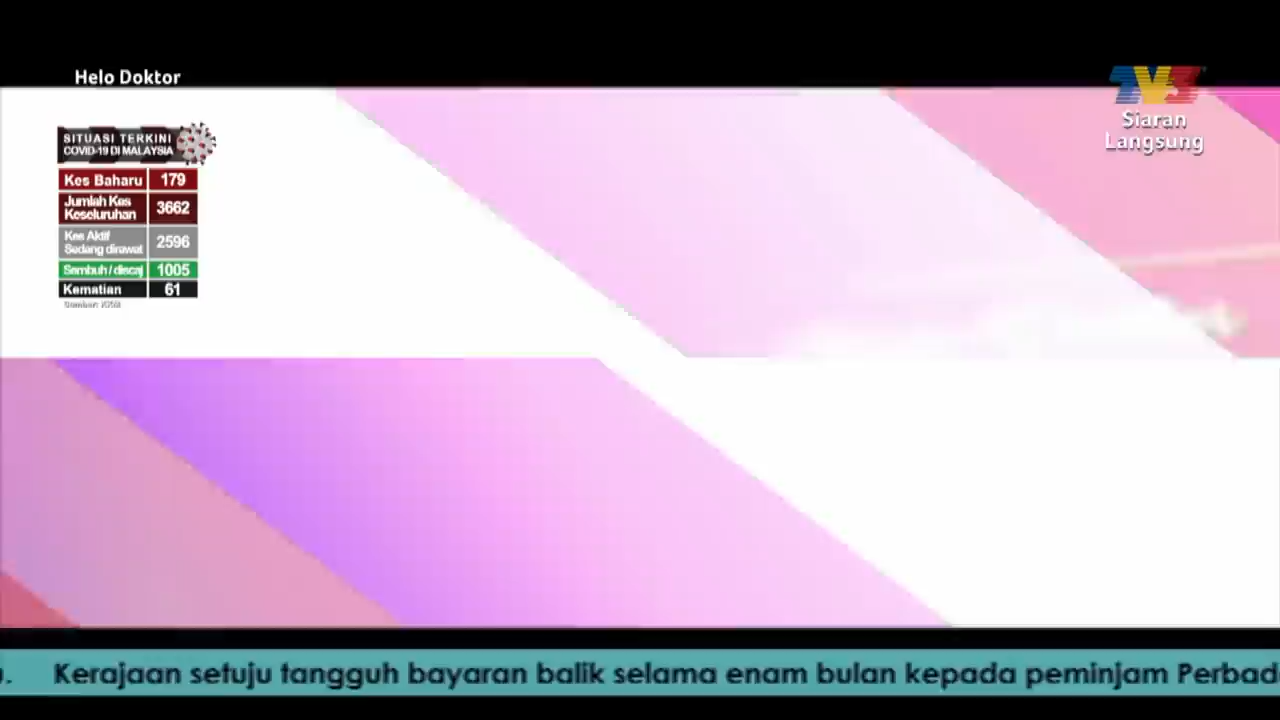 Helo Doktor
TV3
Siaran
Langsung
SITUASI TERKINI
COVID-19 DI MALAYSIA
Kes Baharu 179
Jumlah Kes
Keseluruhan 3662
Kes Aktif
Sedang dirawat 2596
Sembuh / discaj 1005
Kematian 61
Kerajaan setuju tangguh bayaran balik selama enam bulan kepada peminjam Perbad